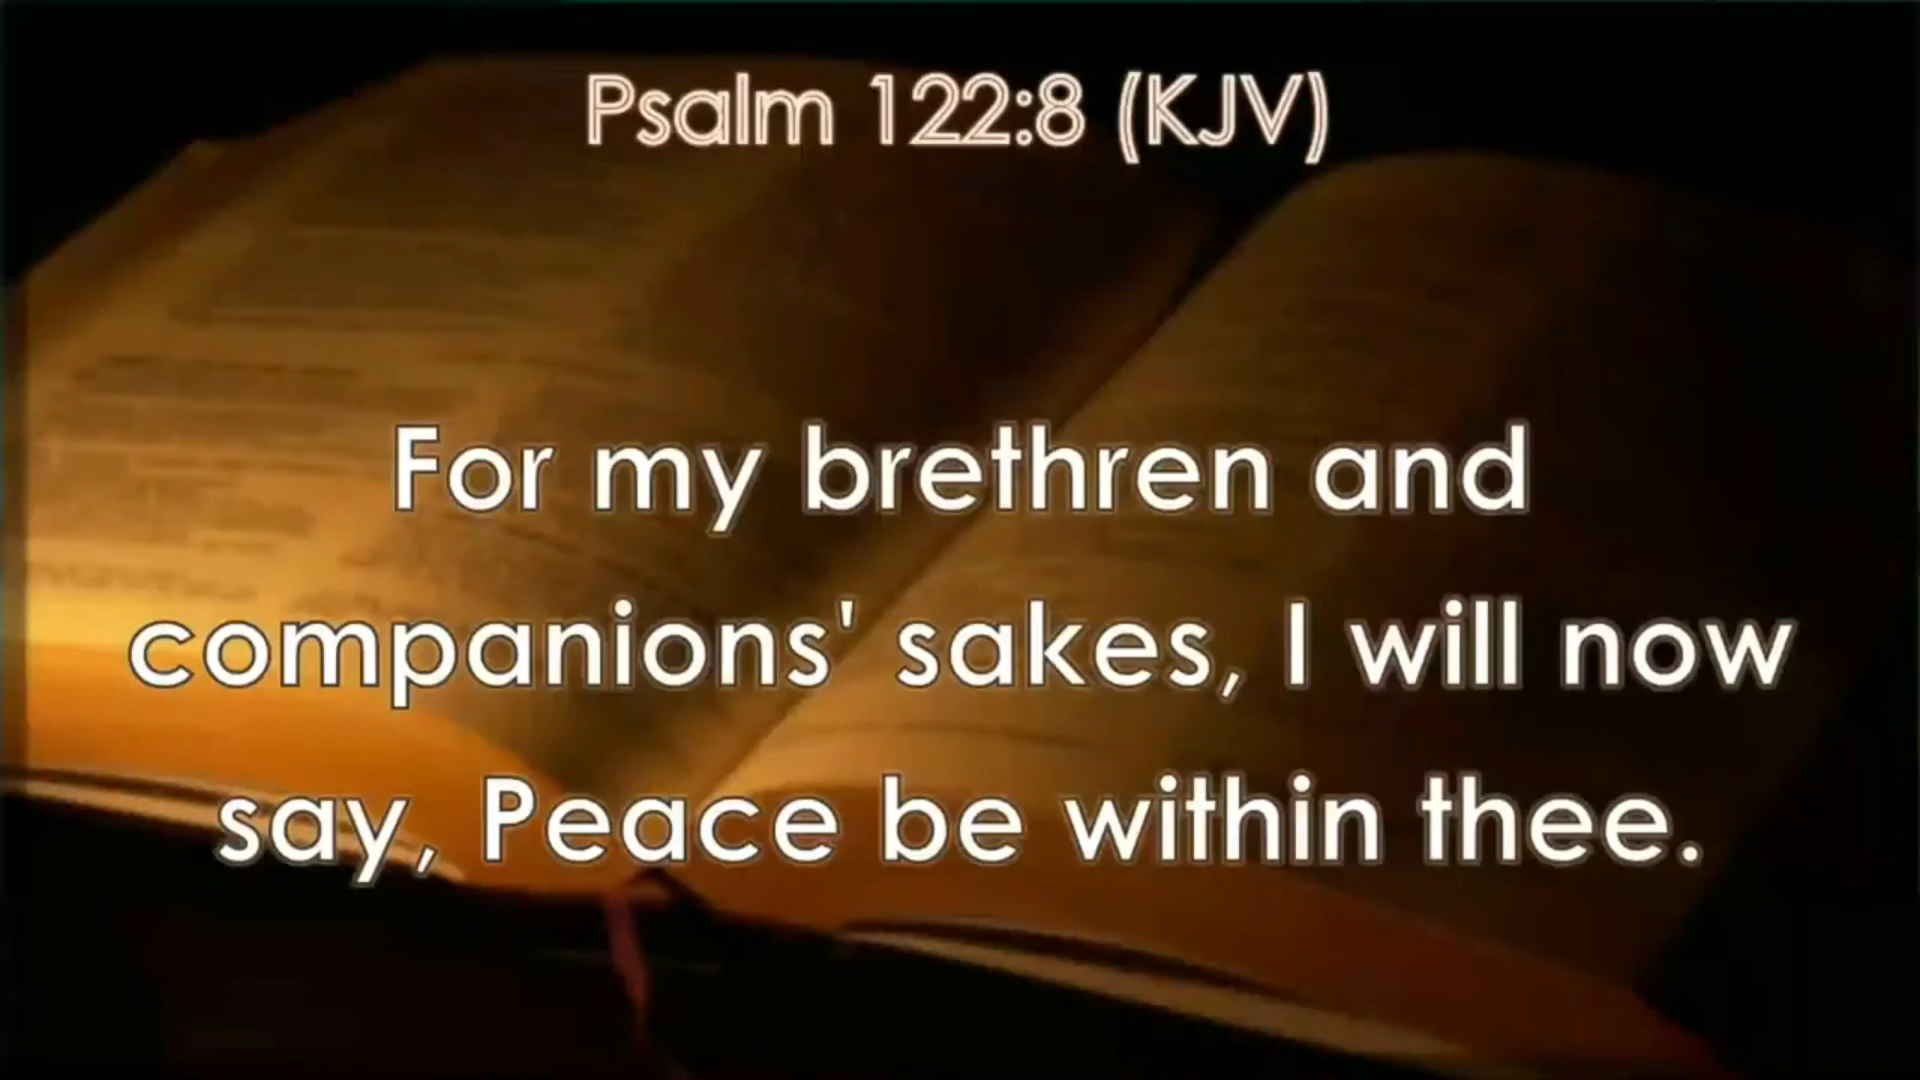 Psalm 122:8 (KJV)
For my brethren and
companions' sakes, I will now
say, Peace be within thee.